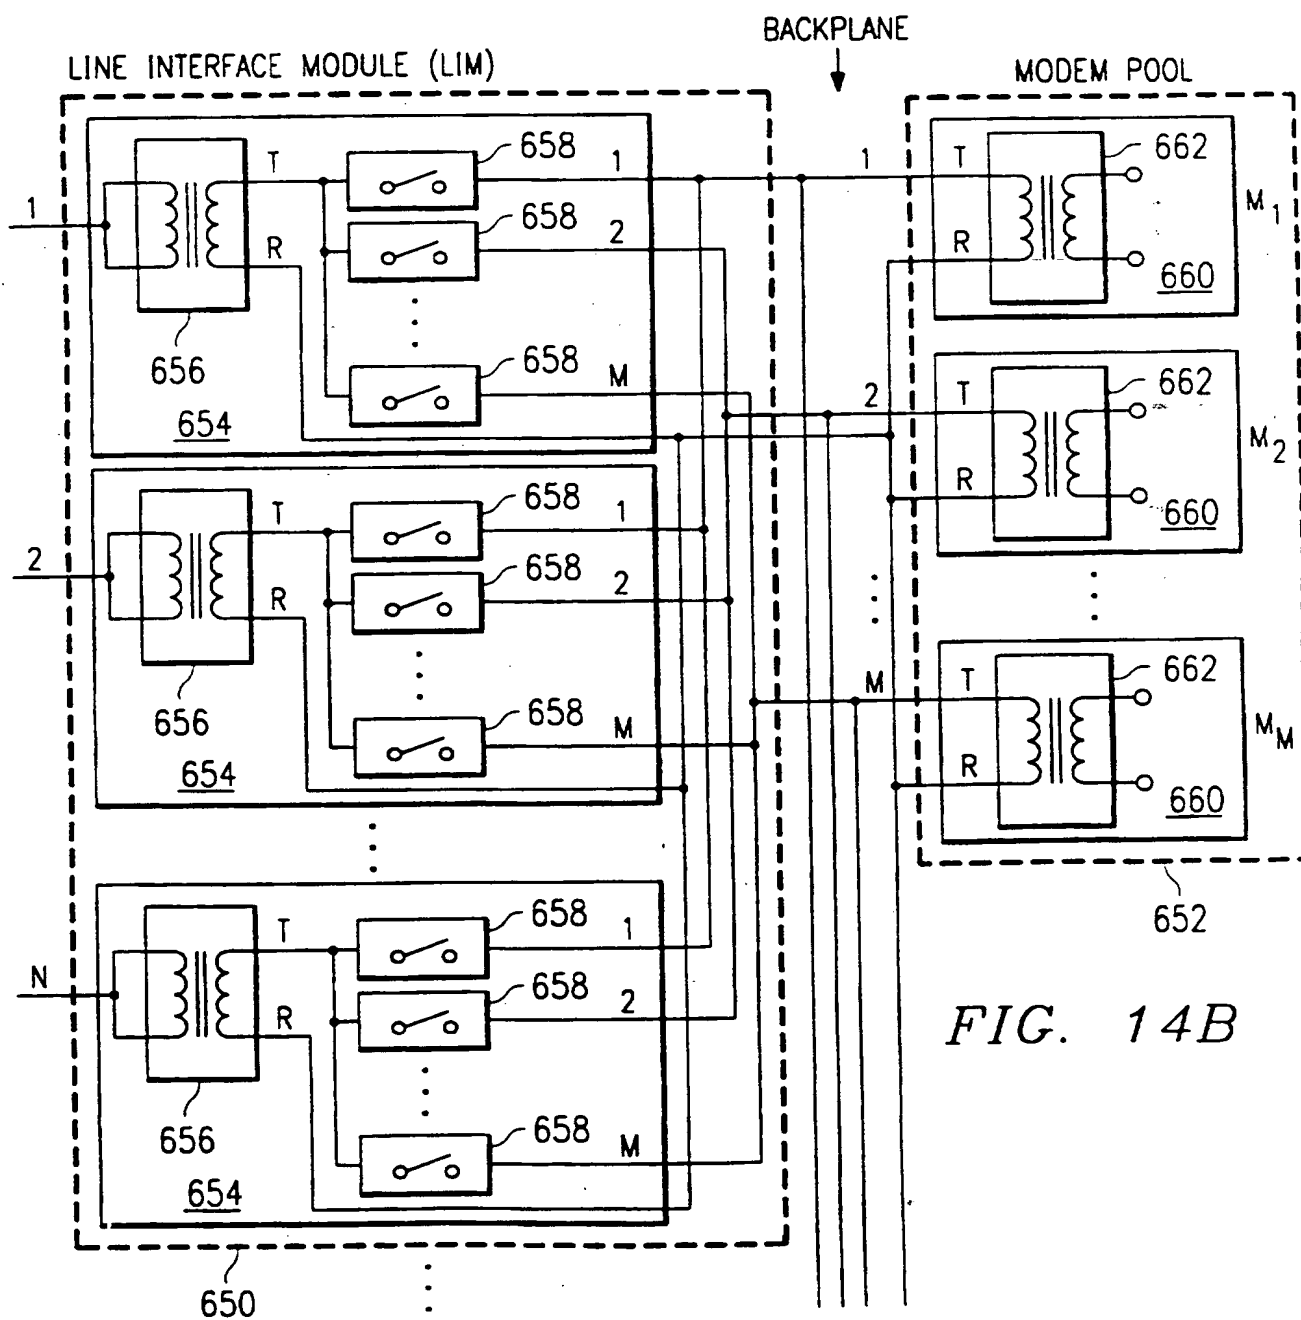 BACKPLANE
LINE INTERFACE MODULE (LIM)
MODEM POOL
1
T
R
656
654
658
1
658
2
658
M
2
T
R
656
654
658
1
658
2
658
M
N
T
R
656
654
658
1
658
2
658
M
650
1
T
R
662
660
M1
2
T
R
662
660
M2
M
T
R
662
660
MM
652
FIG. 14B